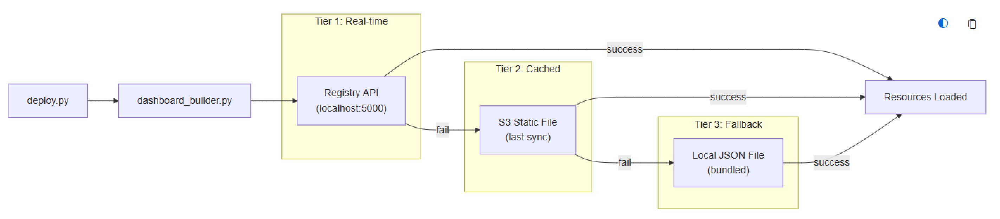 deploy.py
dashboard_builder.py
Tier 1: Real-time
Registry API
(localhost:5000)
success
fail
Tier 2: Cached
S3 Static File
(last sync)
success
fail
Tier 3: Fallback
Local JSON File
(bundled)
success
Resources Loaded